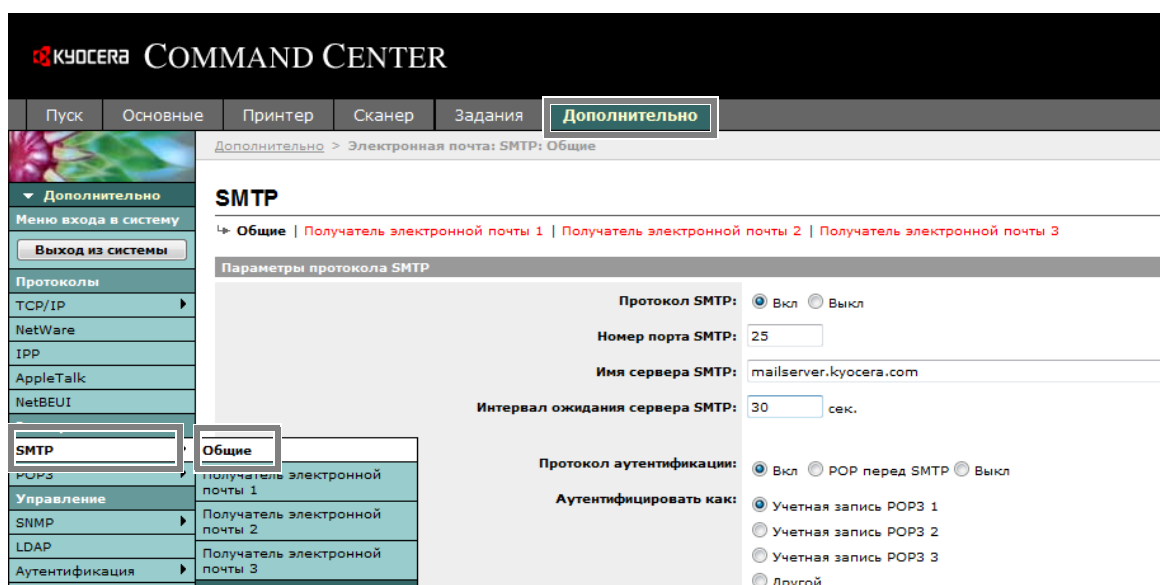 KYOCERA COMMAND CENTER
Пуск Основные Принтер Сканер Задания Дополнительно
Дополнительно > Электронная почта: SMTP: Общие
Дополнительно
Меню входа в систему
Выход из системы
Протоколы
TCP/IP
NetWare
IPP
AppleTalk
NetBEUI
SMTP
POP3
Управление
SNMP
LDAP
Аутентификация
Общие
Получатель электронной
почты 1
Получатель электронной
почты 2
Получатель электронной
почты 3
SMTP
Общие | Получатель электронной почты 1 | Получатель электронной почты 2 | Получатель электронной почты 3
Параметры протокола SMTP
Протокол SMTP: Вкл Выкл
Номер порта SMTP: 25
Имя сервера SMTP: mailserver.kyocera.com
Интервал ожидания сервера SMTP: 30 сек.
Протокол аутентификации: Вкл POP перед SMTP Выкл
Аутентифицировать как: Учетная запись POP3 1
Учетная запись POP3 2
Учетная запись POP3 3
Другой